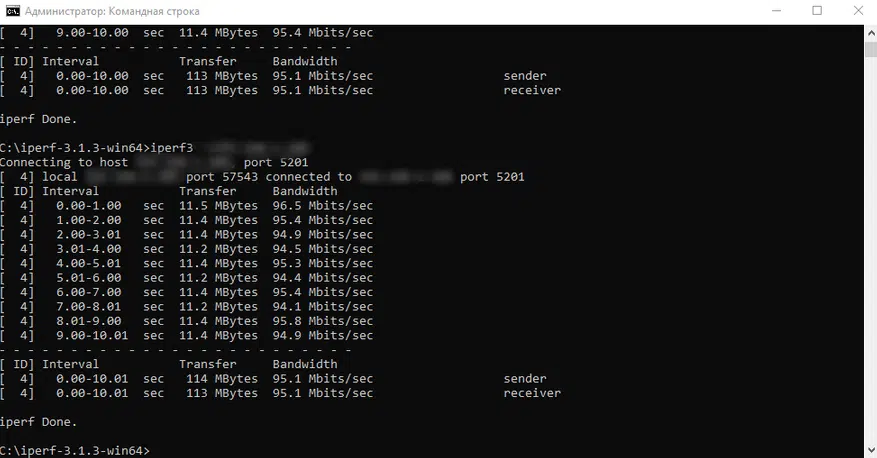 Администратор: Командная строка
[  4]   9.00-10.00  sec  11.4 MBytes  95.4 Mbits/sec
- - - - - - - - - - - - - - - - - - - - - - - - -
[ ID] Interval           Transfer     Bandwidth
[  4]   0.00-10.00  sec   113 MBytes  95.1 Mbits/sec                  sender
[  4]   0.00-10.00  sec   113 MBytes  95.1 Mbits/sec                  receiver
iperf Done.
C:\iperf-3.1.3-win64>iperf3
Connecting to host , port 5201
[  4] local port 57543 connected to port 5201
[ ID] Interval           Transfer     Bandwidth
[  4]   0.00-1.00   sec  11.5 MBytes  96.5 Mbits/sec
[  4]   1.00-2.00   sec  11.4 MBytes  95.4 Mbits/sec
[  4]   2.00-3.01   sec  11.4 MBytes  94.9 Mbits/sec
[  4]   3.01-4.00   sec  11.2 MBytes  94.5 Mbits/sec
[  4]   4.00-5.01   sec  11.4 MBytes  95.3 Mbits/sec
[  4]   5.01-6.00   sec  11.2 MBytes  94.4 Mbits/sec
[  4]   6.00-7.00   sec  11.4 MBytes  95.4 Mbits/sec
[  4]   7.00-8.01   sec  11.2 MBytes  94.1 Mbits/sec
[  4]   8.01-9.00   sec  11.4 MBytes  95.8 Mbits/sec
[  4]   9.00-10.01  sec  11.4 MBytes  94.9 Mbits/sec
- - - - - - - - - - - - - - - - - - - - - - - - -
[ ID] Interval           Transfer     Bandwidth
[  4]   0.00-10.01  sec   114 MBytes  95.1 Mbits/sec                  sender
[  4]   0.00-10.01  sec   113 MBytes  95.1 Mbits/sec                  receiver
iperf Done.
C:\iperf-3.1.3-win64>